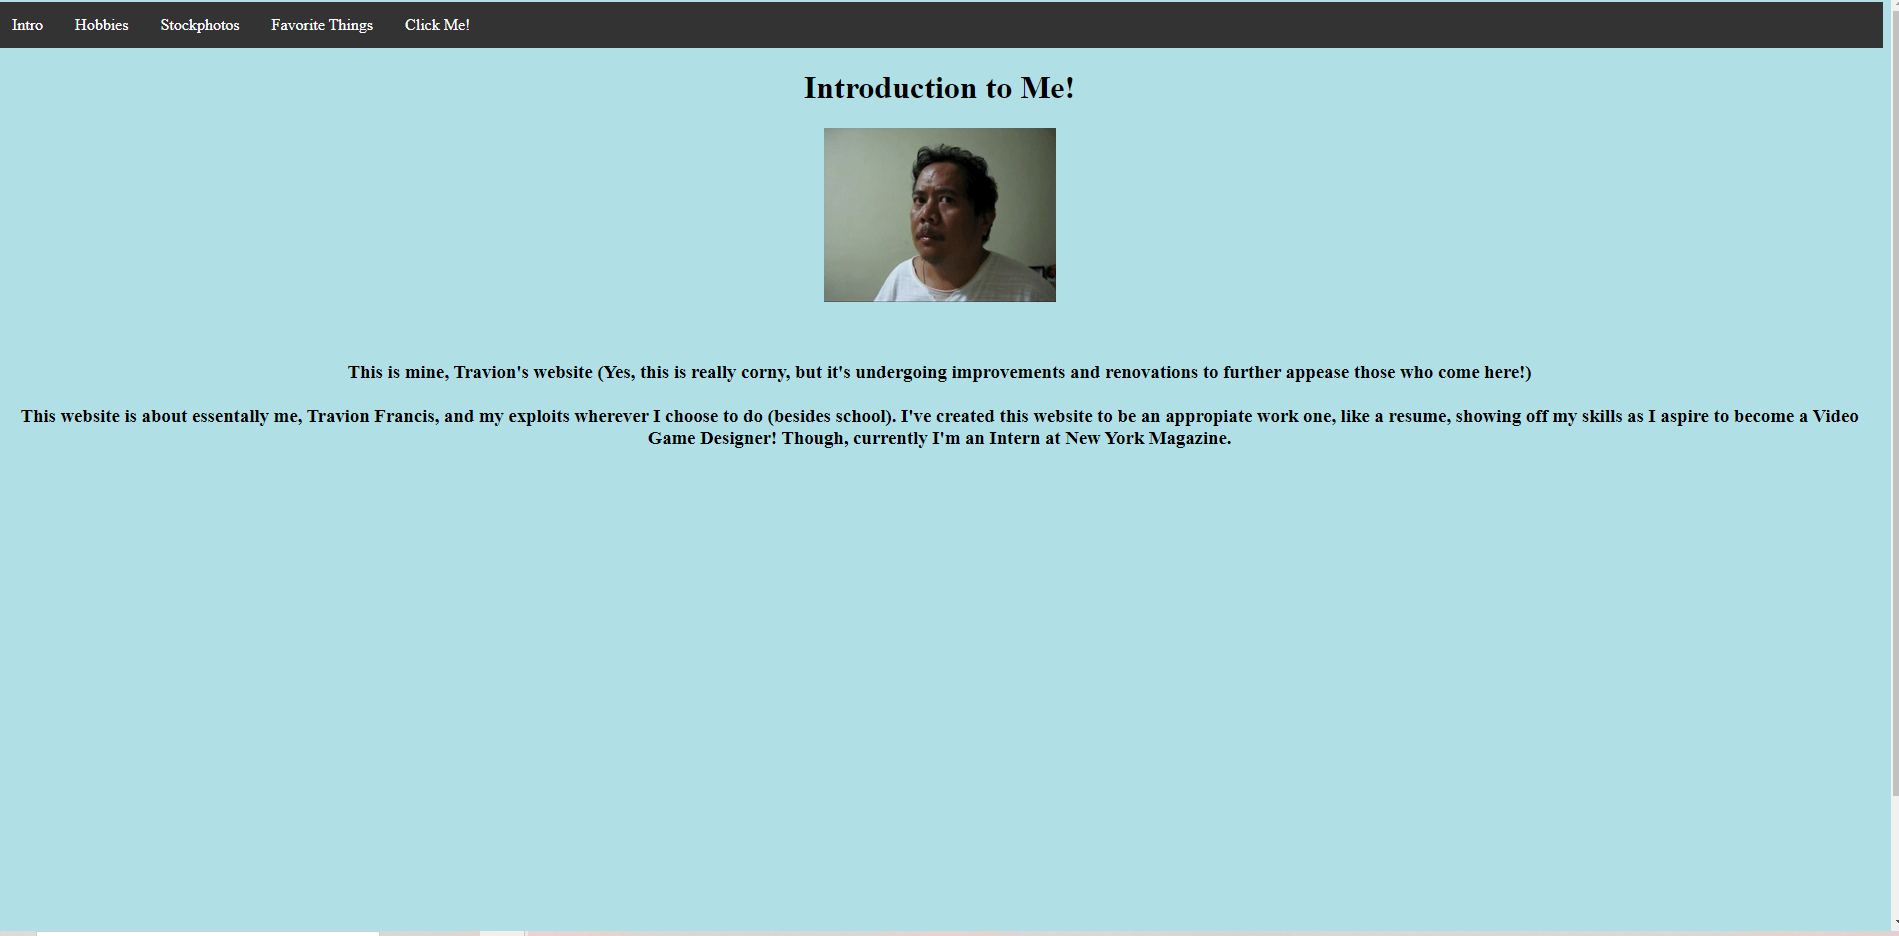 Intro Hobbies Stockphotos Favorite Things Click Me!
Introduction to Me!
This is mine, Travion's website (Yes, this is really corny, but it's undergoing improvements and renovations to further appease those who come here!)
This website is about essentally me, Travion Francis, and my exploits wherever I choose to do (besides school). I've created this website to be an appropiate work one, like a resume, showing off my skills as I aspire to become a Video
Game Designer! Though, currently I'm an Intern at New York Magazine.